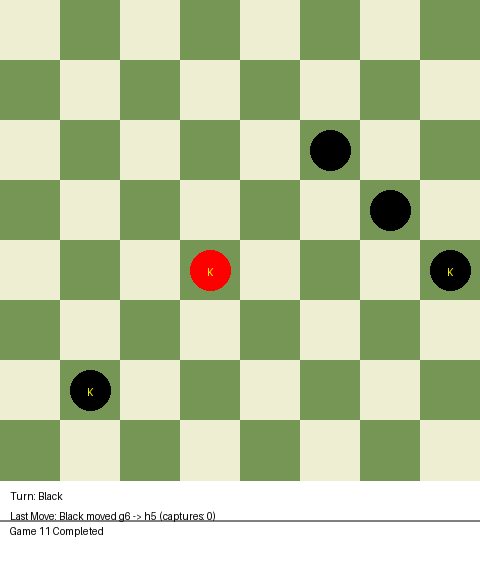 K
K
K
Turn: Black
Last Move: Black moved g6 -> h5 (captures: 0)
Game 11 Completed